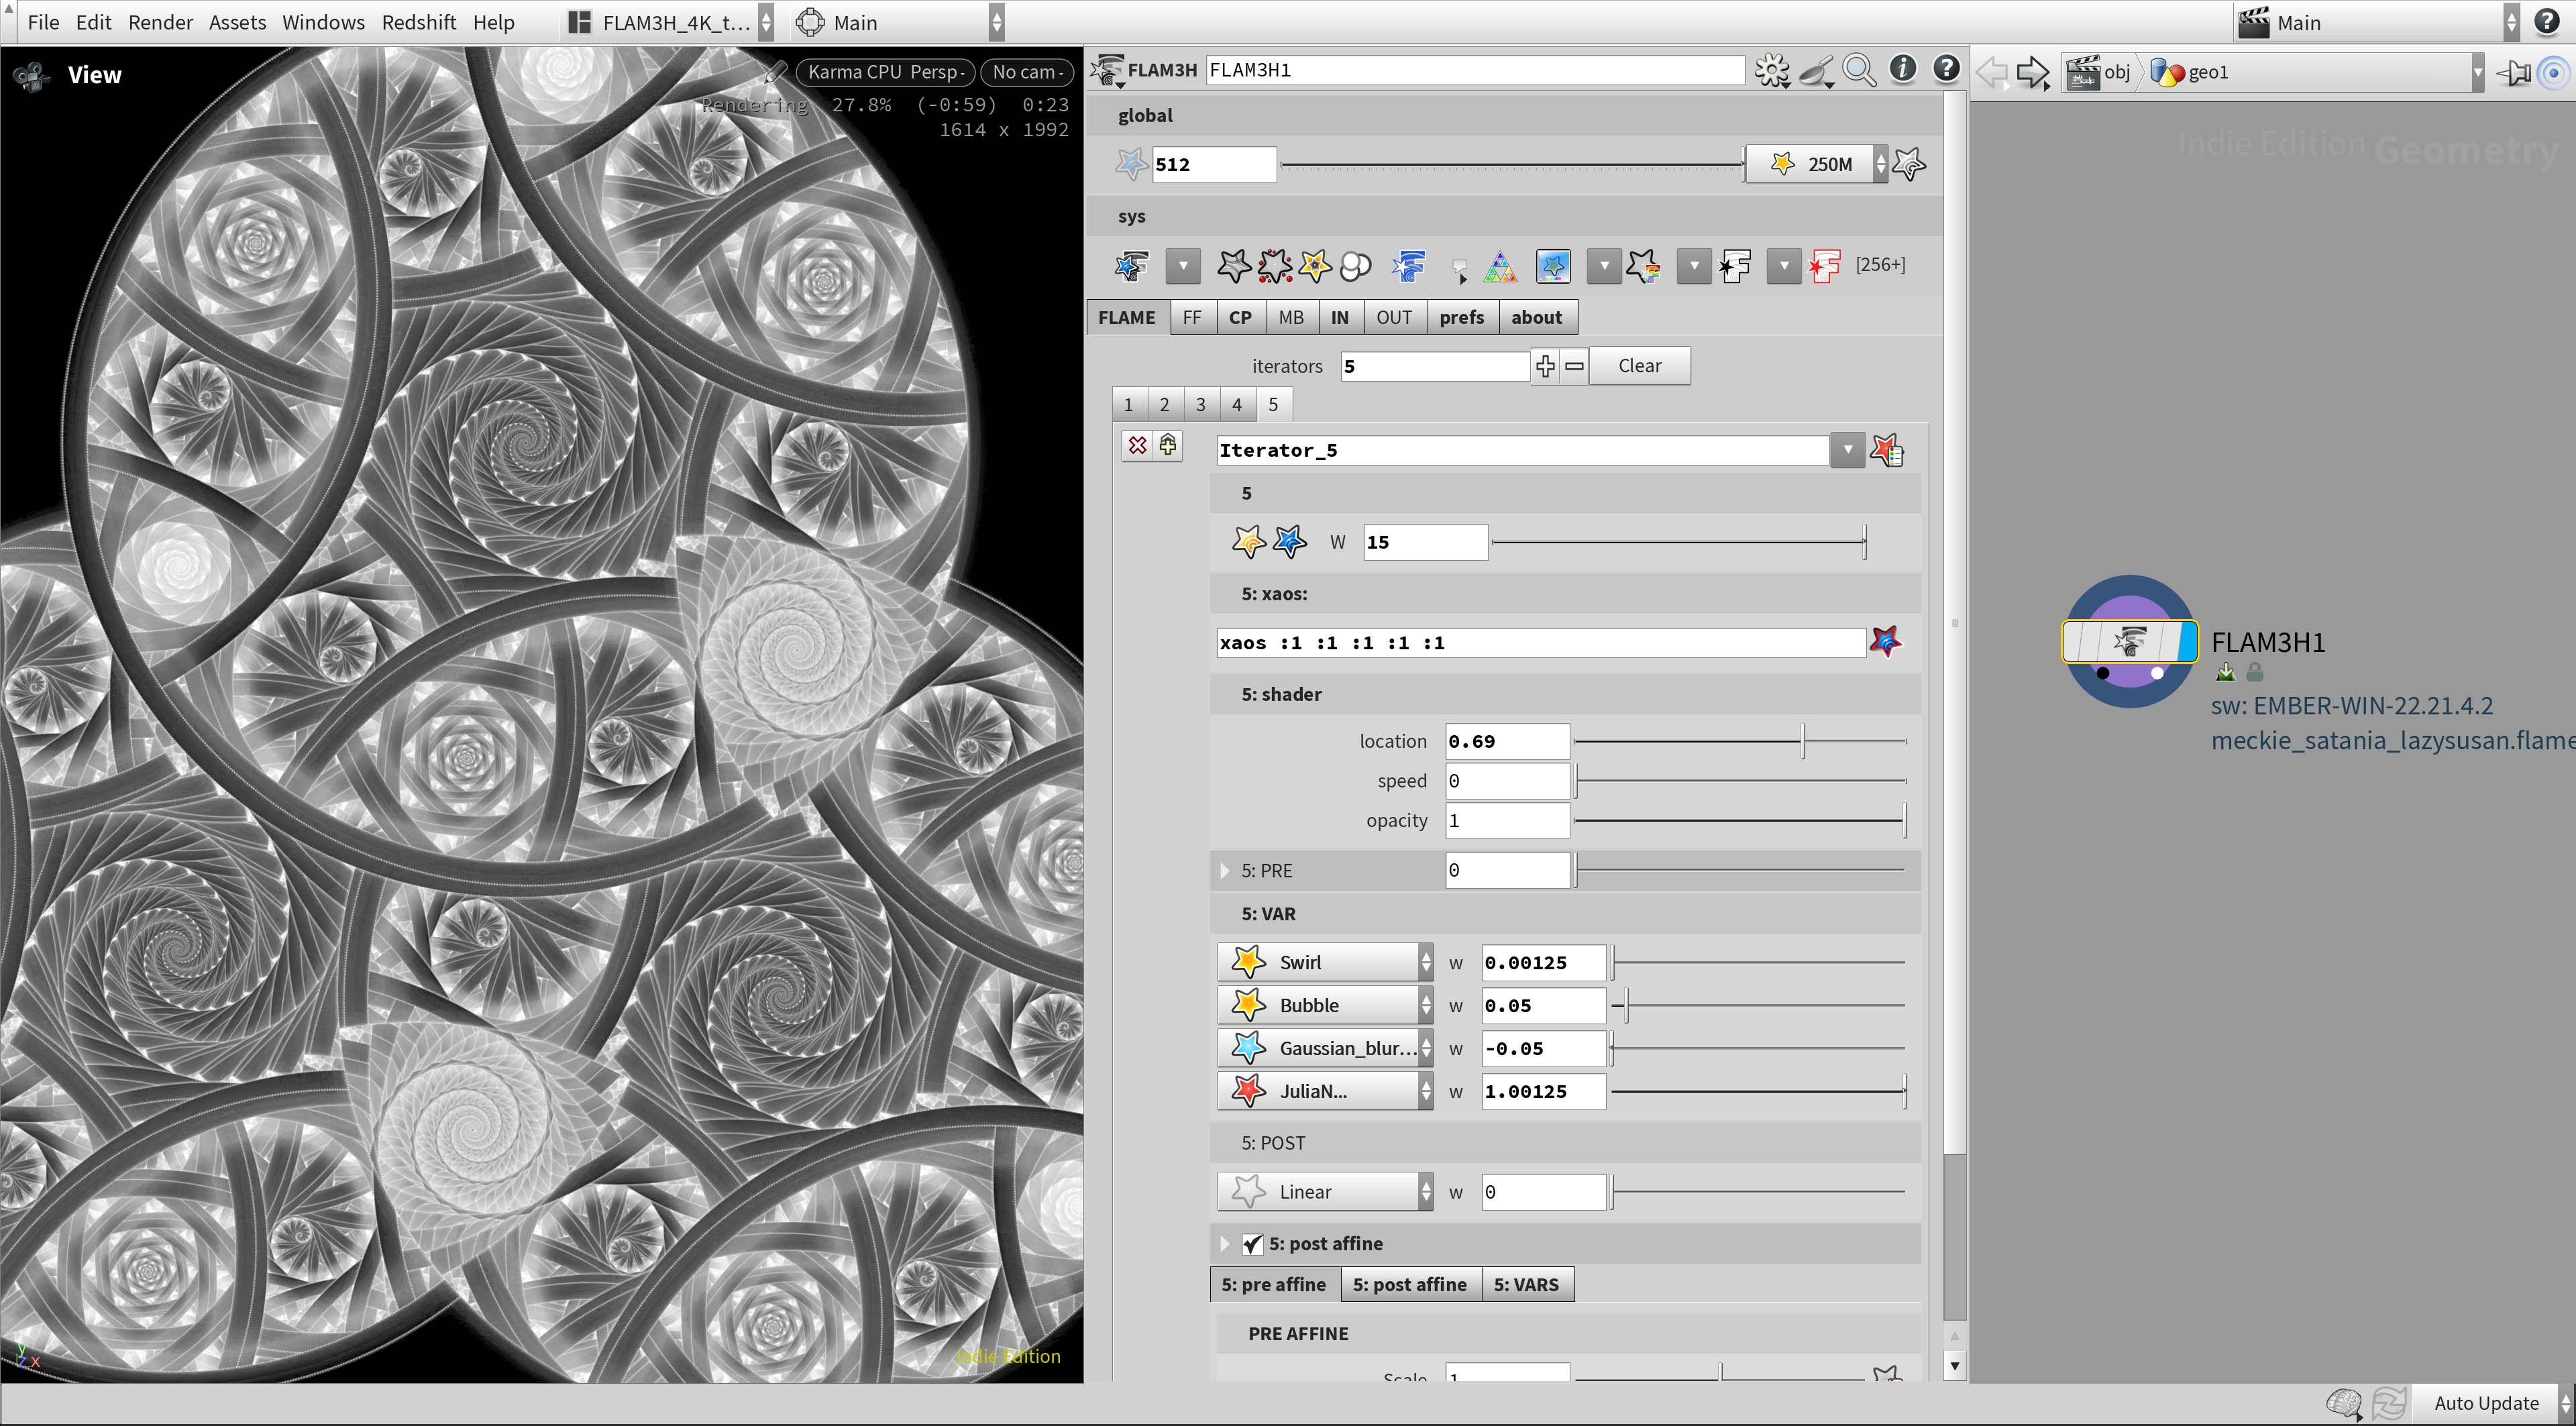 File Edit Render Assets Windows Redshift Help FLAM3H_4K_t... Main Main
View Karma CPU Persp No cam
Rendering 27.8% (-0:59) 0:23
1614 x 1992
Indie Edition
y
z x
FLAM3H FLAM3H1
global
512 250M
sys
[256+]
FLAME FF CP MB IN OUT prefs about
iterators 5 Clear
1 2 3 4 5
Iterator_5
5
W 15
5: xaos:
xaos :1 :1 :1 :1 :1
5: shader
location 0.69
speed 0
opacity 1
5: PRE 0
5: VAR
Swirl w 0.00125
Bubble w 0.05
Gaussian_blur... w -0.05
JuliaN... w 1.00125
5: POST
Linear w 0
5: post affine
5: pre affine 5: post affine 5: VARS
PRE AFFINE
Scale 1
obj geo1
Indie Edition Geometry
FLAM3H1
sw: EMBER-WIN-22.21.4.2
meckie_satania_lazysusan.flame
Auto Update